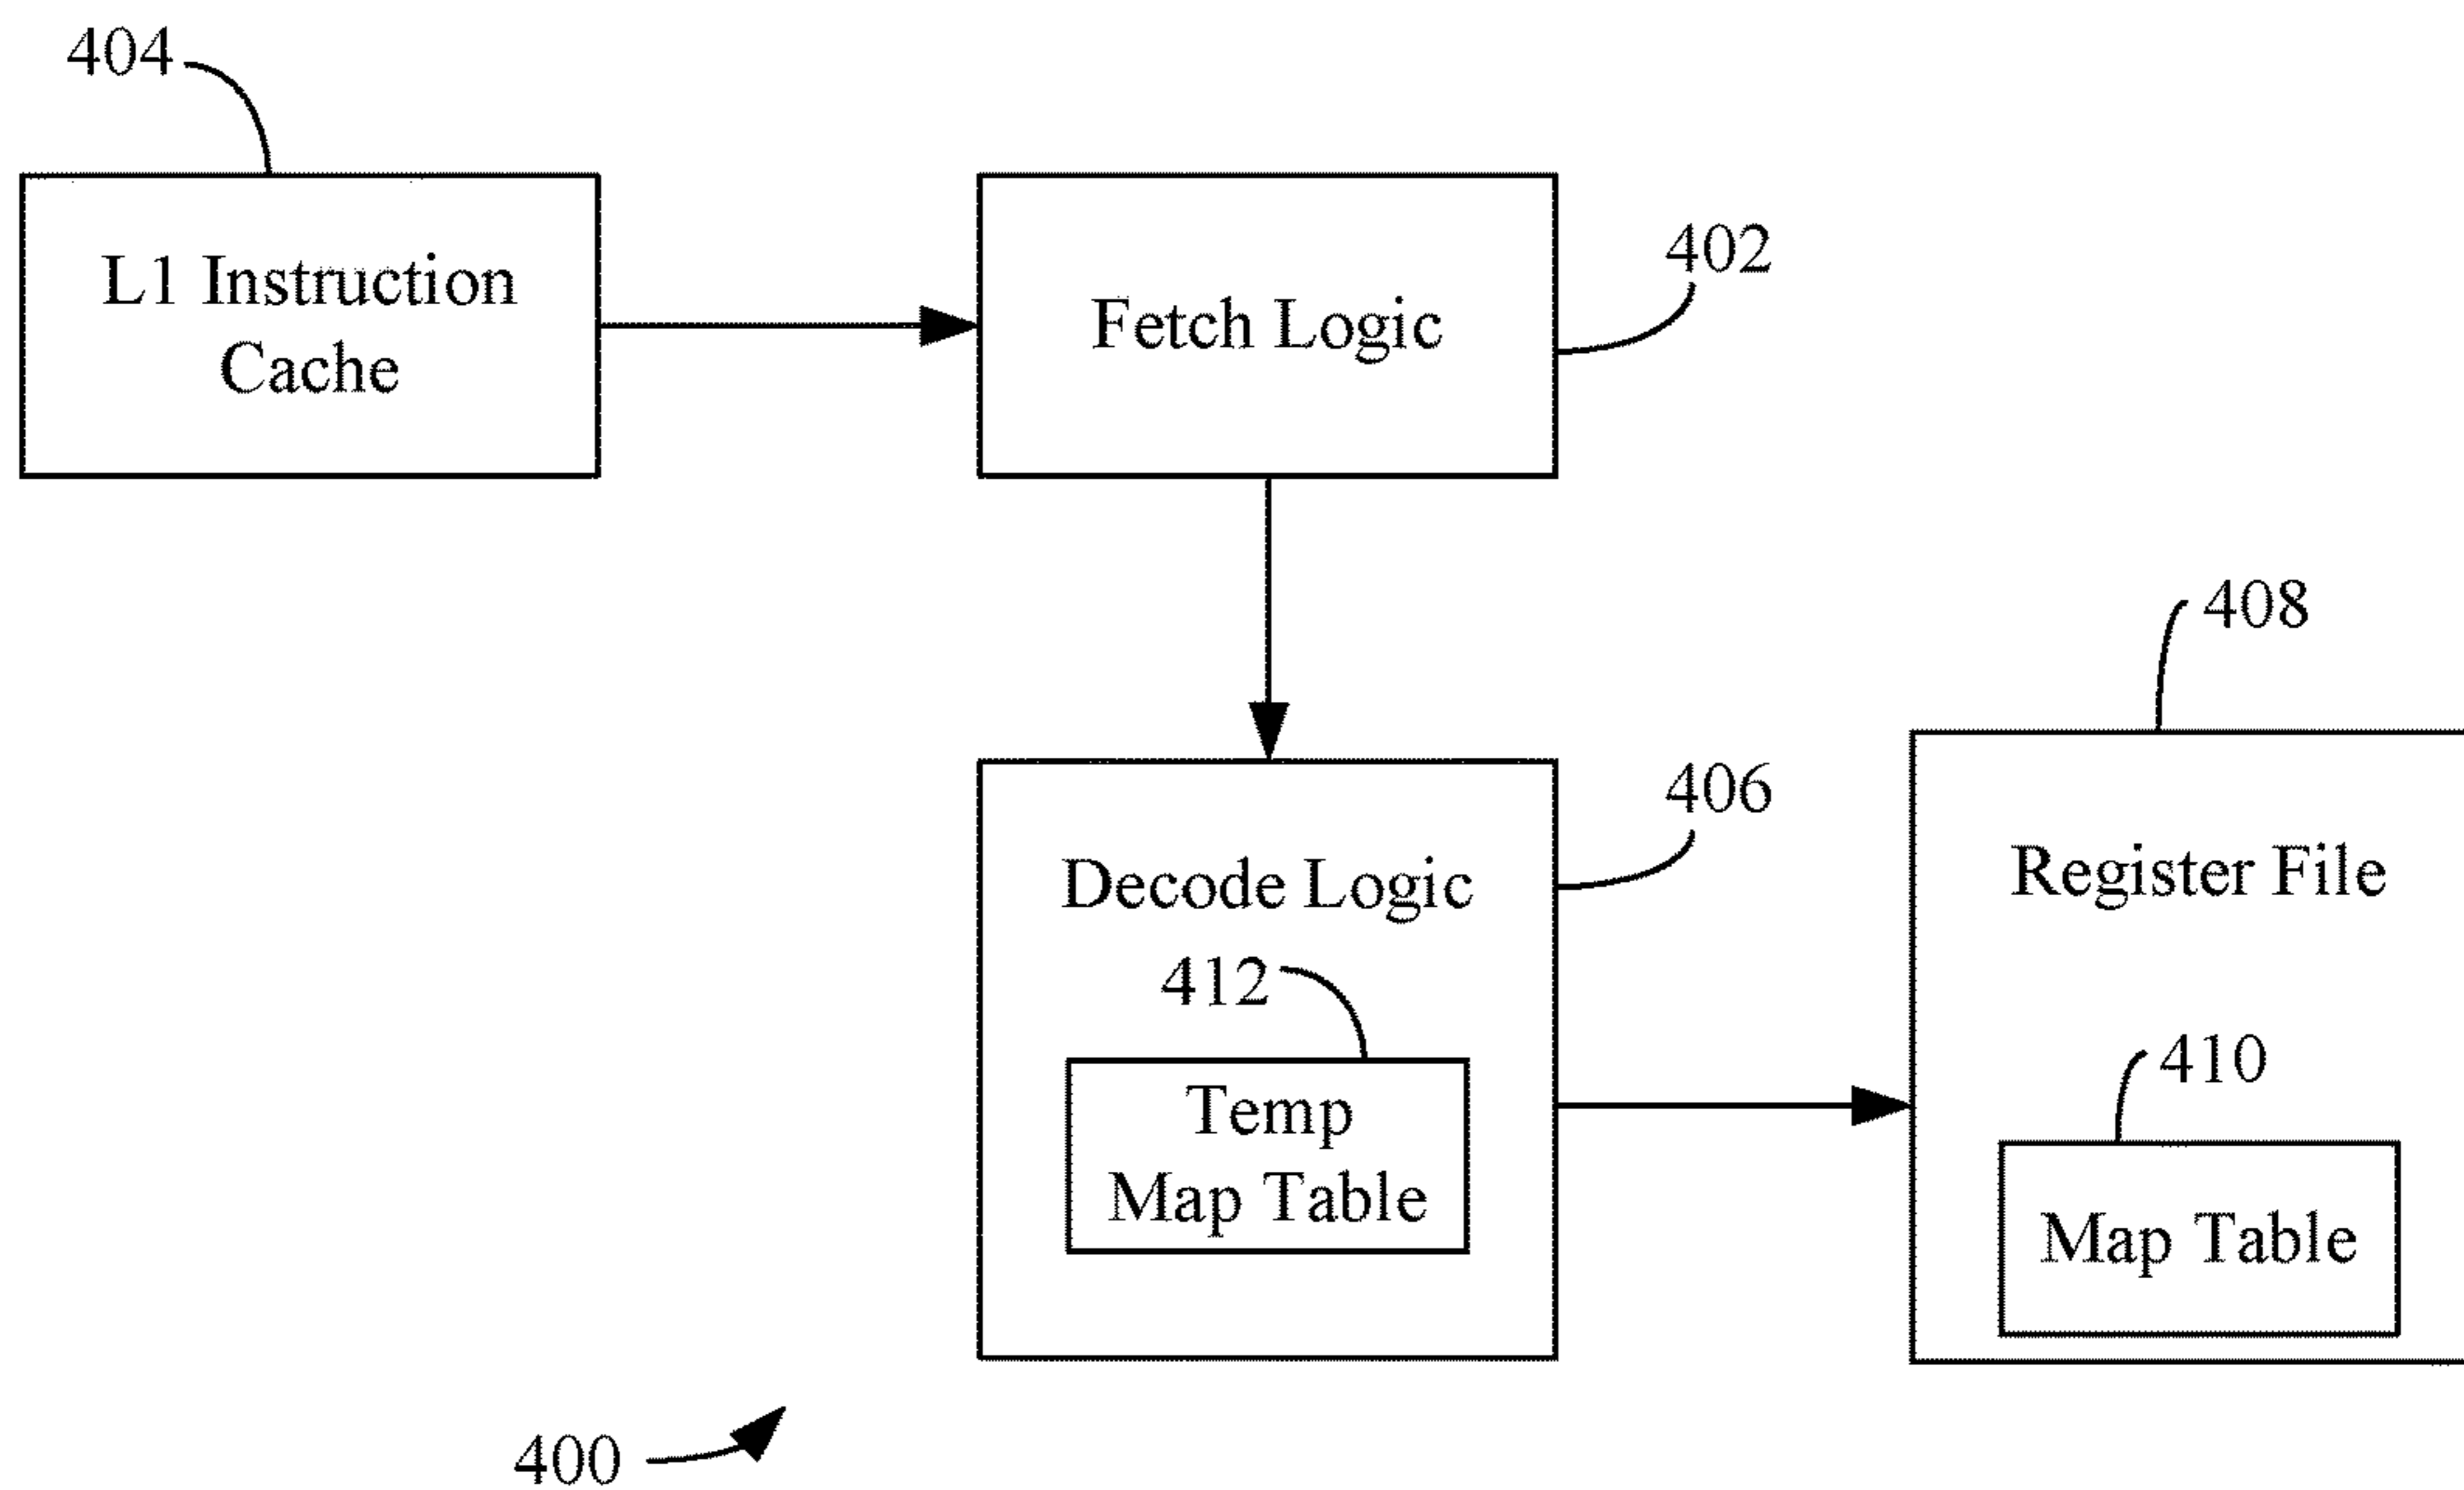 404
L1 Instruction
Cache
Fetch Logic
402
408
Decode Logic
406
412
Temp
Map Table
Register File
410
Map Table
400